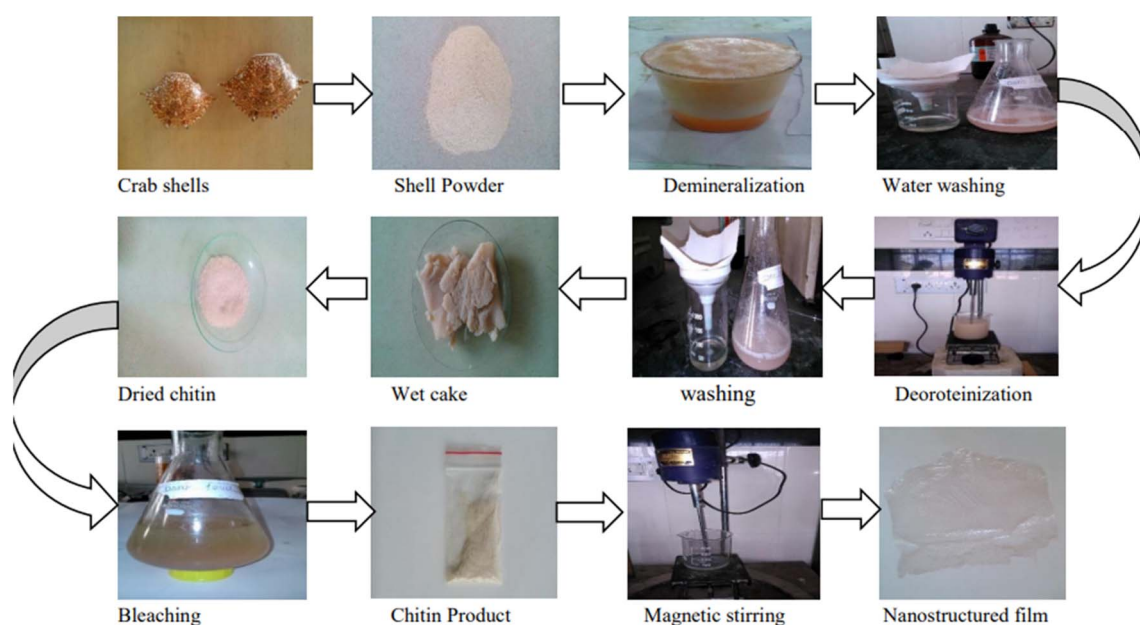 Crab shells
Shell Powder
Demineralization
Water washing
Deoroteinization
washing
Wet cake
Dried chitin
Bleaching
Chitin Product
Magnetic stirring
Nanostructured film